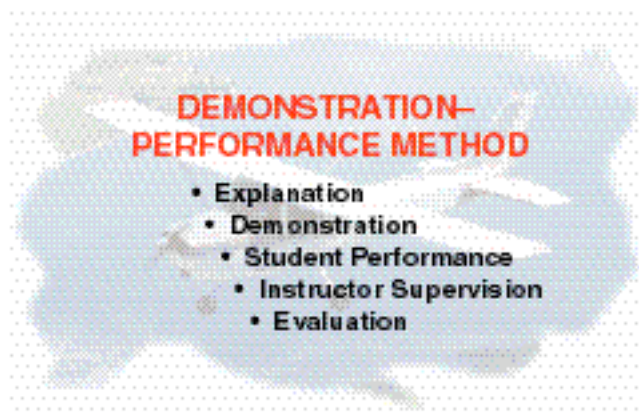 DEMONSTRATION–
PERFORMANCE METHOD
• Explanation
• Demonstration
• Student Performance
• Instructor Supervision
• Evaluation